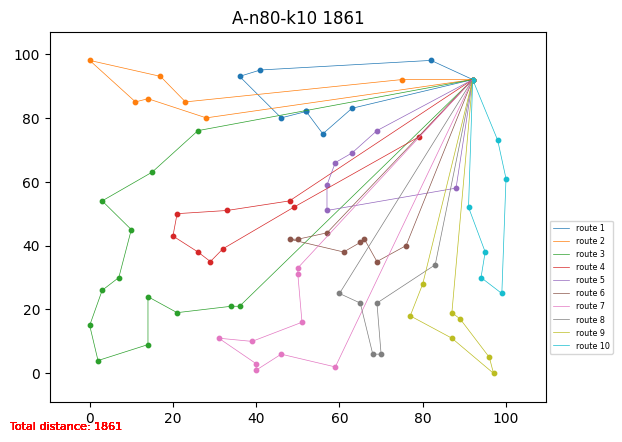 A-n80-k10 1861
100
80
60
40
20
0
0 20 40 60 80 100
route 1
route 2
route 3
route 4
route 5
route 6
route 7
route 8
route 9
route 10
Total distance: 1861